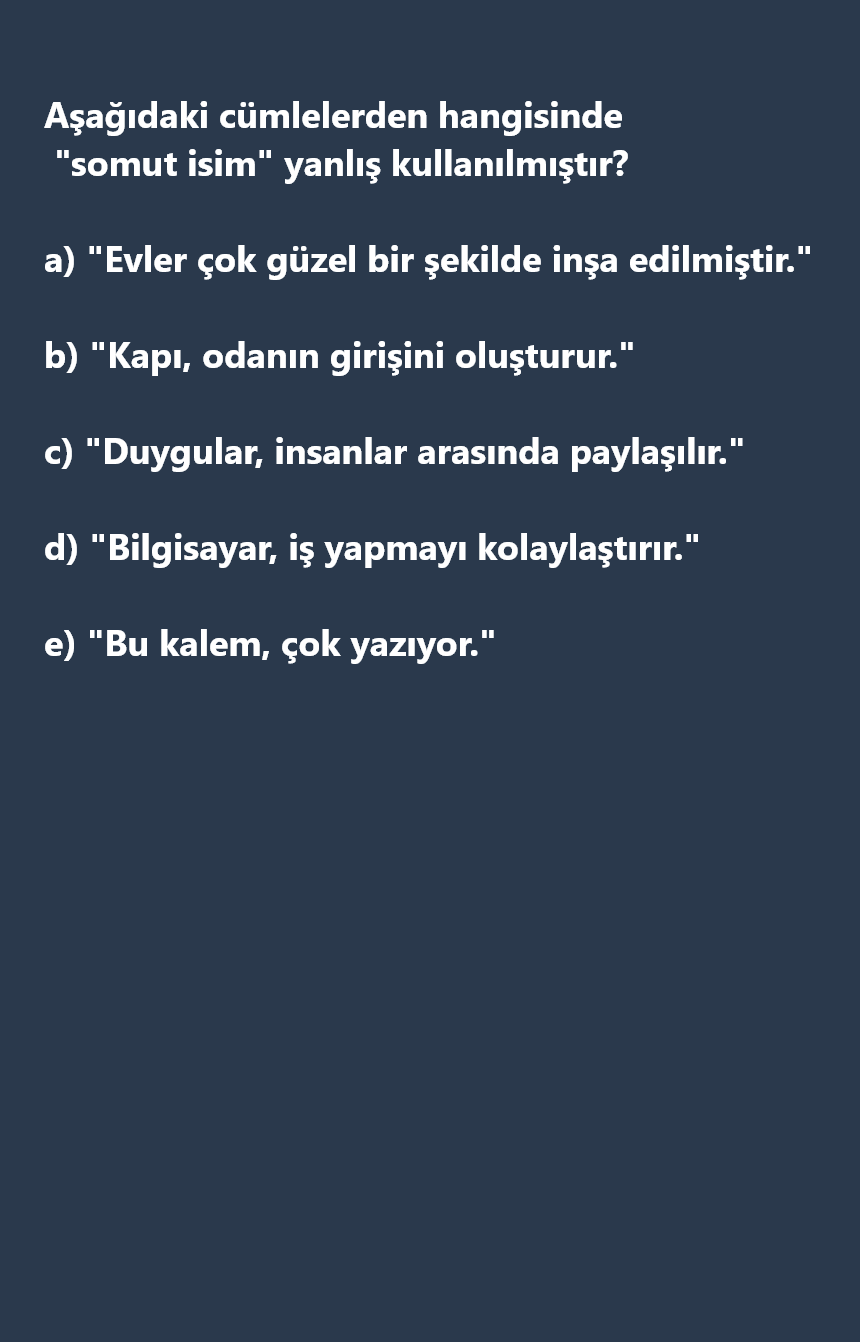 Aşağıdaki cümlelerden hangisinde
"somut isim" yanlış kullanılmıştır?
a) "Evler çok güzel bir şekilde inşa edilmiştir."
b) "Kapı, odanın girişini oluşturur."
c) "Duygular, insanlar arasında paylaşılır."
d) "Bilgisayar, iş yapmayı kolaylaştırır."
e) "Bu kalem, çok yazıyor."